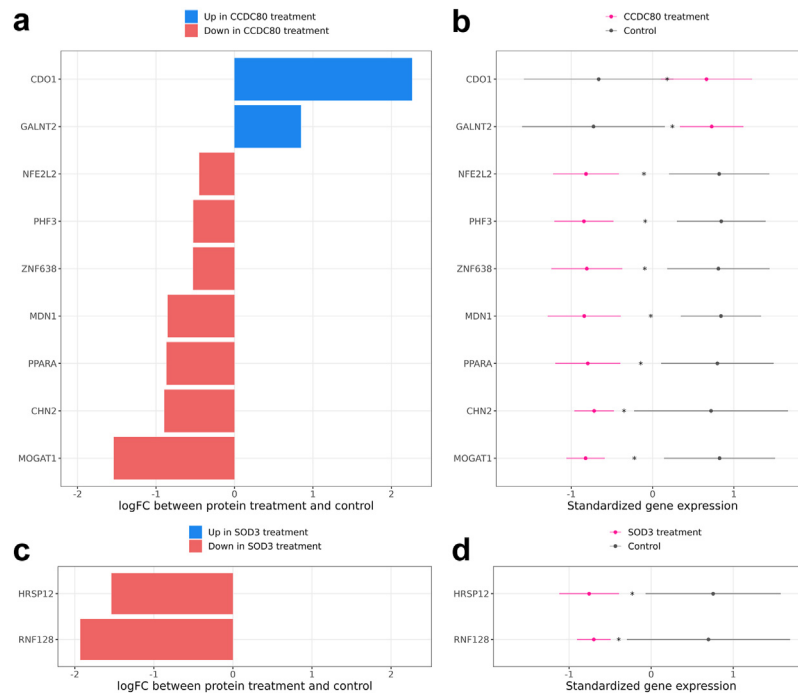 a
Up in CCDC80 treatment
Down in CCDC80 treatment
CDO1
GALNT2
NFE2L2
PHF3
ZNF638
MDN1
PPARA
CHN2
MOGAT1
-2 -1 0 1 2
logFC between protein treatment and control
b
CCDC80 treatment
Control
CDO1
GALNT2
NFE2L2
PHF3
ZNF638
MDN1
PPARA
CHN2
MOGAT1
* * * * * * * * *
-1 0 1
Standardized gene expression
c
Up in SOD3 treatment
Down in SOD3 treatment
HRSP12
RNF128
-2 -1 0 1 2
logFC between protein treatment and control
d
SOD3 treatment
Control
HRSP12
RNF128
* *
-1 0 1
Standardized gene expression